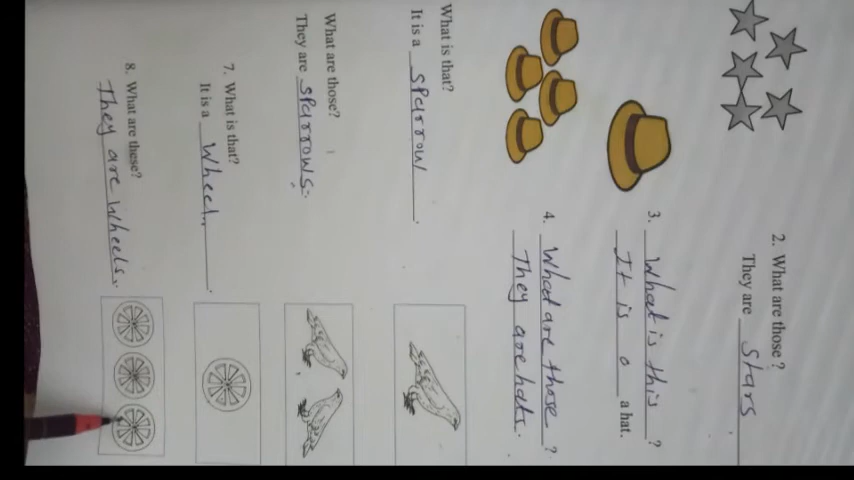 2. What are those ?
They are stars
3. What is this ?
It is a a hat.
4. What are those ?
They are hats.
What is that?
It is a sparrow .
What are those?
They are sparrows.
7. What is that?
It is a wheel. .
8. What are these?
They are wheels.